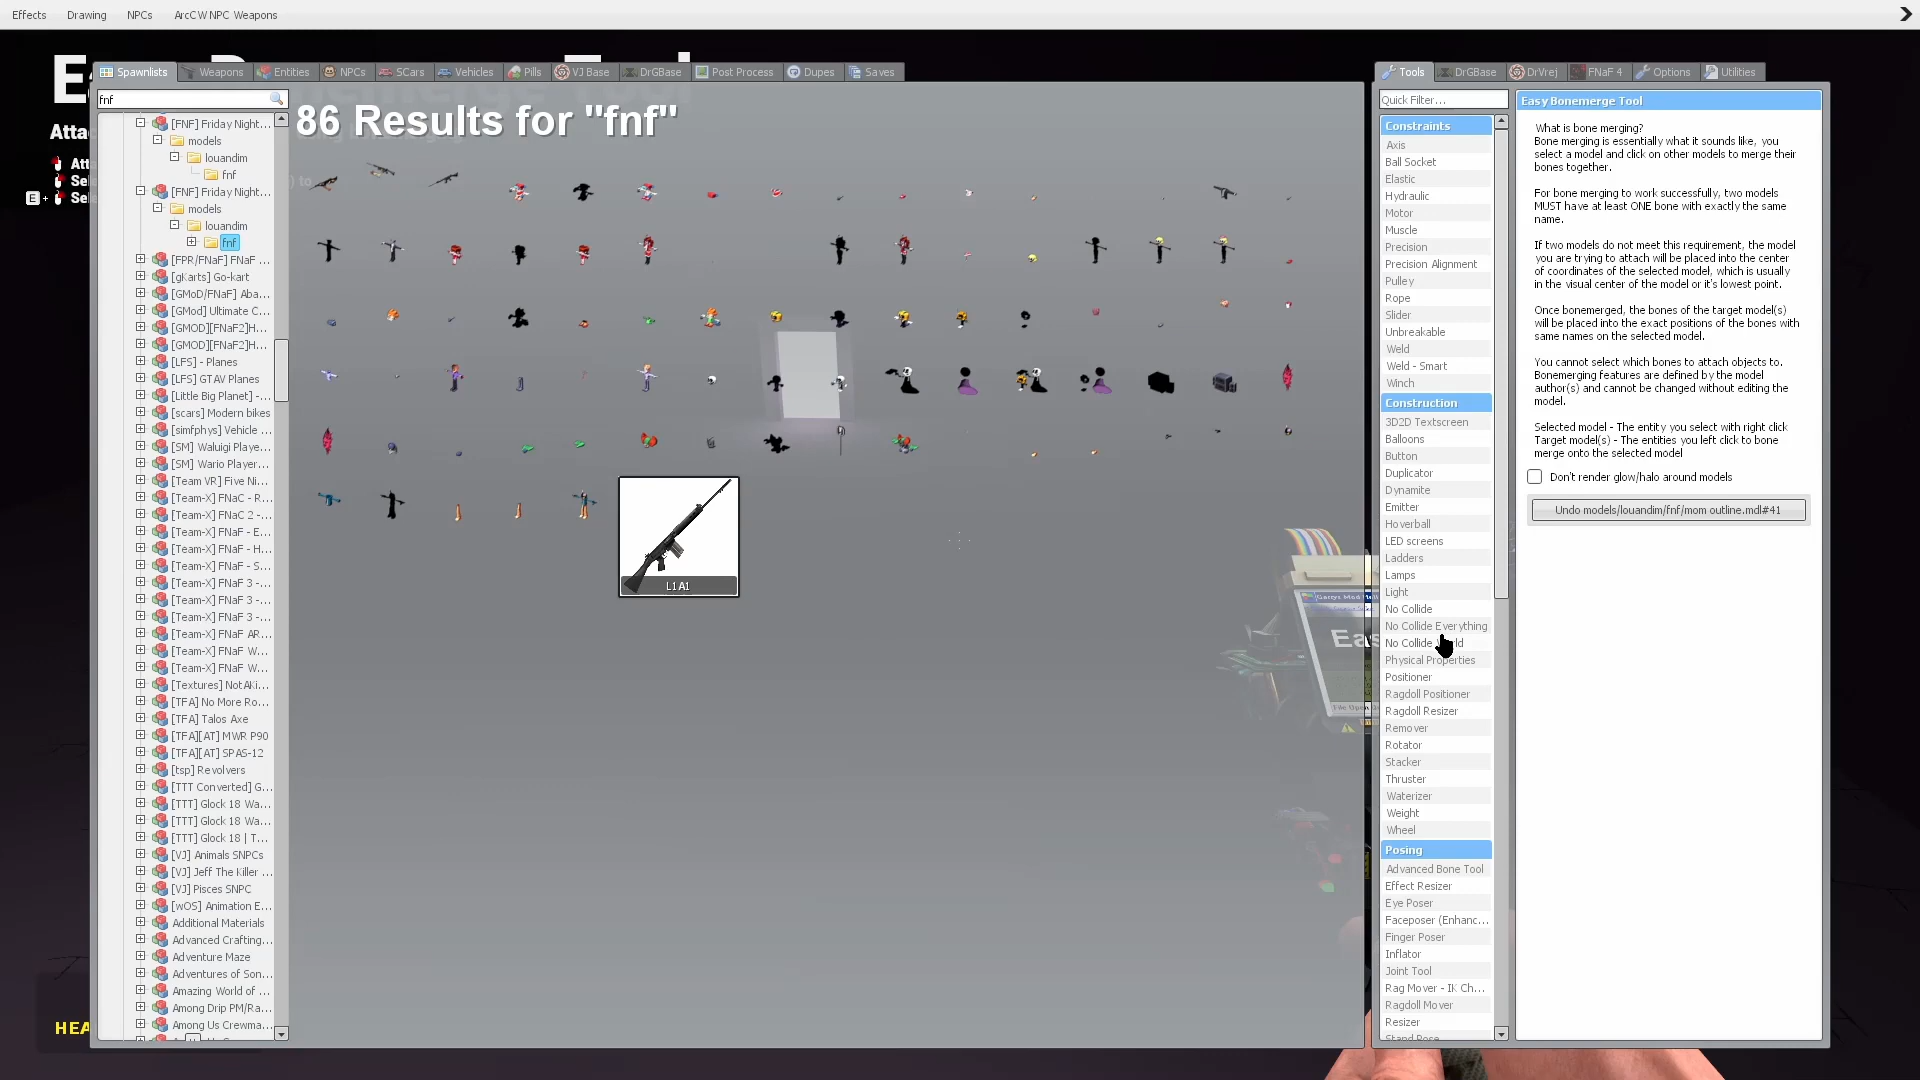 Effects Drawing NPCs ArcCW NPC Weapons
Spawnlists Weapons Entities NPCs SCars Vehicles Pills VJ Base DrGBase Post Process Dupes Saves
fnf
86 Results for "fnf"
[FNF] Friday Night...
models
louandim
fnf
[FNF] Friday Night...
models
louandim
fnf
[FPR/FNaF] FNaF ...
[gKarts] Go-kart
[GMoD/FNaF] Aba...
[GMod] Ultimate C...
[GMOD][FNaF2]H...
[GMOD][FNaF2]H...
[LFS] - Planes
[LFS] GTAV Planes
[Little Big Planet] -...
[scars] Modern bikes
[simfphys] Vehicle ...
[SM] Waluigi Playe...
[SM] Wario Player...
[Team VR] Five Ni...
[Team-X] FNaC - R...
[Team-X] FNaC 2 -...
[Team-X] FNaF - E...
[Team-X] FNaF - H...
[Team-X] FNaF - S...
[Team-X] FNaF 3 -...
[Team-X] FNaF 3 -...
[Team-X] FNaF 3 -...
[Team-X] FNaF AR...
[Team-X] FNaF W...
[Team-X] FNaF W...
[Textures] NotAKi...
[TFA] No More Ro...
[TFA] Talos Axe
[TFA][AT] MWR P90
[TFA][AT] SPAS-12
[tsp] Revolvers
[TTT Converted] G...
[TTT] Glock 18 Wa...
[TTT] Glock 18 Wa...
[TTT] Glock 18 | T...
[VJ] Animals SNPCs
[VJ] Jeff The Killer ...
[VJ] Pisces SNPC
[wOS] Animation E...
Additional Materials
Advanced Crafting...
Adventure Maze
Adventures of Son...
Amazing World of ...
Among Drip PM/Ra...
Among Us Crewma...
L1A1
HEA
Tools DrGBase DrVrej FNaF 4 Options Utilities
Quick Filter...
Constraints
Axis
Ball Socket
Elastic
Hydraulic
Motor
Muscle
Precision
Precision Alignment
Pulley
Rope
Slider
Unbreakable
Weld
Weld - Smart
Winch
Construction
3D2D Textscreen
Balloons
Button
Duplicator
Dynamite
Emitter
Hoverball
LED screens
Ladders
Lamps
Light
No Collide
No Collide Everything
No Collide
Physical Properties
Positioner
Ragdoll Positioner
Ragdoll Resizer
Remover
Rotator
Stacker
Thruster
Waterizer
Weight
Wheel
Posing
Advanced Bone Tool
Effect Resizer
Eye Poser
Faceposer (Enhanc...
Finger Poser
Inflator
Joint Tool
Rag Mover - IK Ch...
Ragdoll Mover
Resizer
Stand Pose
Easy Bonemerge Tool
What is bone merging?
Bone merging is essentially what it sounds like, you
select a model and click on other models to merge their
bones together.
For bone merging to work successfully, two models
MUST have at least ONE bone with exactly the same
name.
If two models do not meet this requirement, the model
you are trying to attach will be placed into the center
of coordinates of the selected model, which is usually
in the visual center of the model or it's lowest point.
Once bonemerged, the bones of the target model(s)
will be placed into the exact positions of the bones with
same names on the selected model.
You cannot select which bones to attach objects to.
Bonemerging features are defined by the model
author(s) and cannot be changed without editing the
model.
Selected model - The entity you select with right click
Target model(s) - The entities you left click to bone
merge onto the selected model
Don't render glow/halo around models
Undo models/louandim/fnf/mom outline.mdl#41